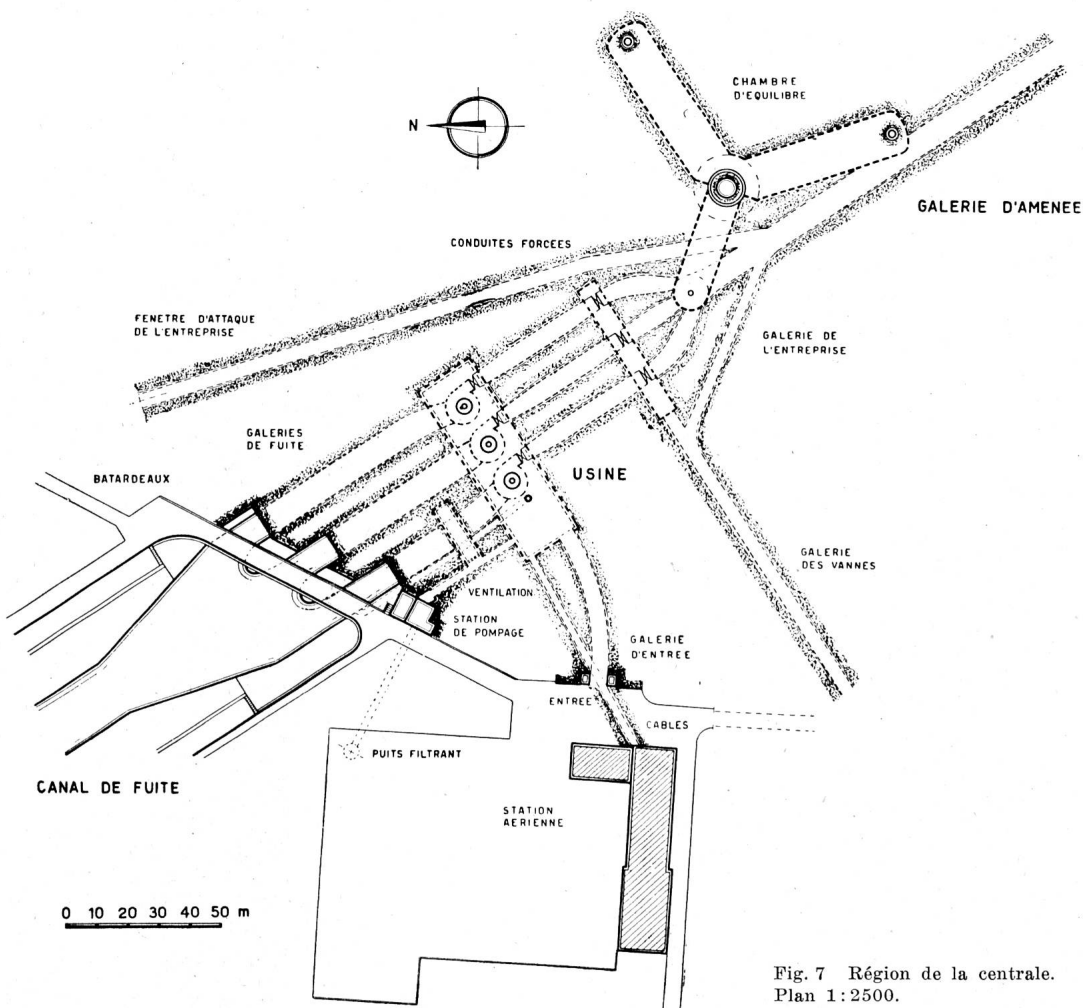 CHAMBRE
D'EQUILIBRE
N
GALERIE D'AMENEE
CONDUITES FORCEES
FENETRE D'ATTAQUE
DE L'ENTREPRISE
GALERIE DE
L'ENTREPRISE
GALERIES
DE FUITE
BATARDEAUX
USINE
GALERIE
DES VANNES
VENTILATION
STATION
DE POMPAGE
GALERIE
D'ENTREE
ENTREE
CABLES
PUITS FILTRANT
CANAL DE FUITE
STATION
AERIENNE
0 10 20 30 40 50 m
Fig. 7 Région de la centrale.
Plan 1:2500.